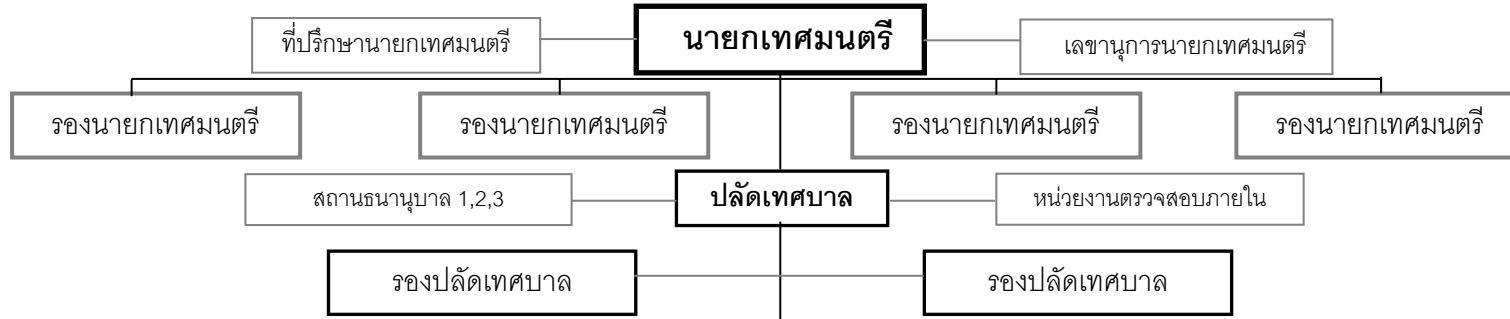 ที่ปรึกษานายกเทศมนตรี
นายกเทศมนตรี
เลขานุการนายกเทศมนตรี
รองนายกเทศมนตรี
รองนายกเทศมนตรี
รองนายกเทศมนตรี
รองนายกเทศมนตรี
สถานธนานุบาล 1,2,3
ปลัดเทศบาล
หน่วยงานตรวจสอบภายใน
รองปลัดเทศบาล
รองปลัดเทศบาล